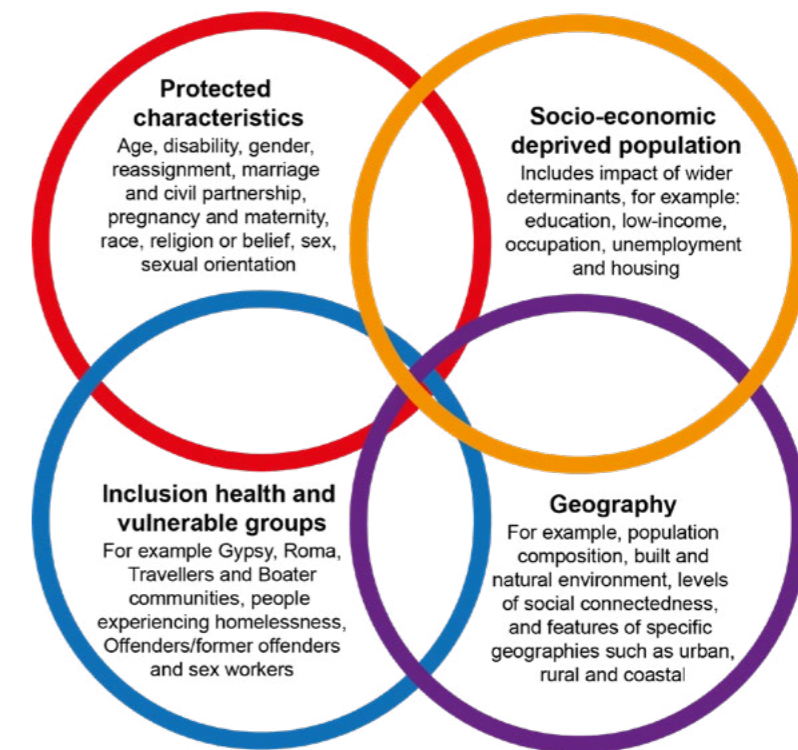 Protected
characteristics
Age, disability, gender,
reassignment, marriage
and civil partnership,
pregnancy and maternity,
race, religion or belief, sex,
sexual orientation
Socio-economic
deprived population
Includes impact of wider
determinants, for example:
education, low-income,
occupation, unemployment
and housing
Inclusion health and
vulnerable groups
For example Gypsy, Roma,
Travellers and Boater
communities, people
experiencing homelessness,
Offenders/former offenders
and sex workers
Geography
For example, population
composition, built and
natural environment, levels
of social connectedness,
and features of specific
geographies such as urban,
rural and coastal